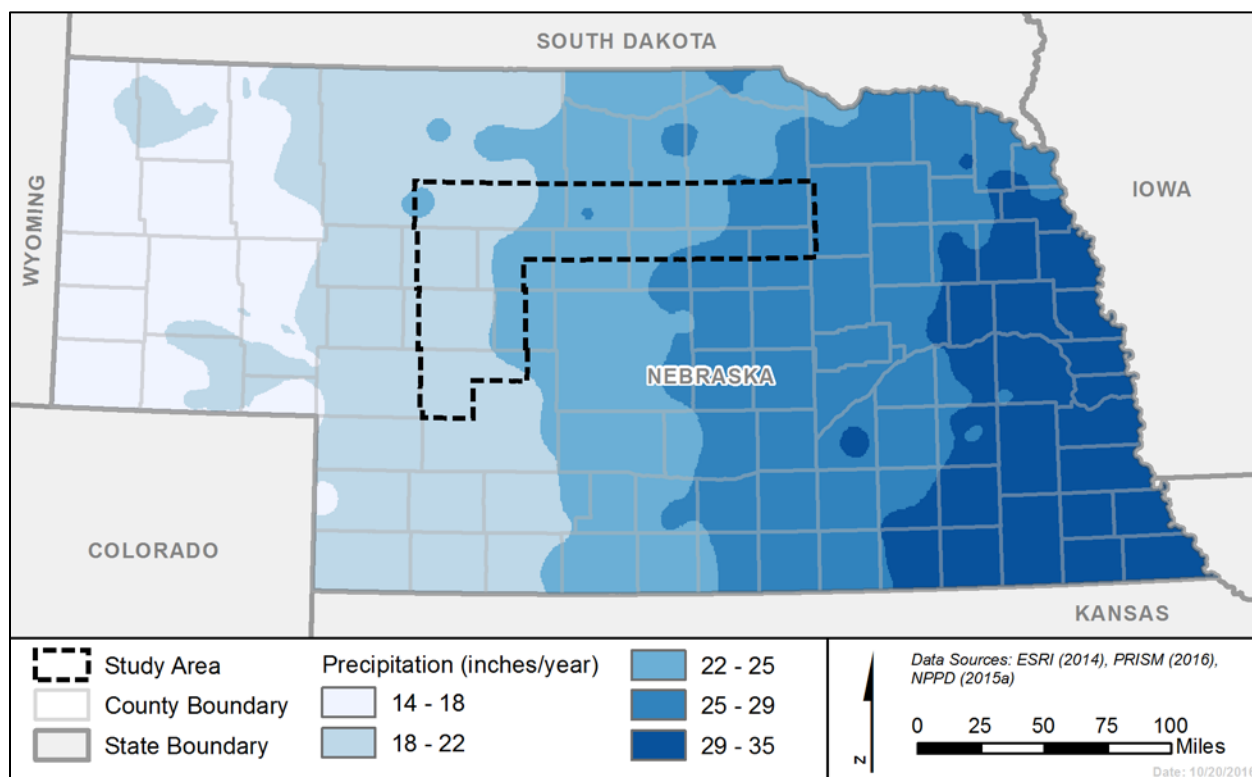 SOUTH DAKOTA
WYOMING
IOWA
NEBRASKA
COLORADO
KANSAS
Study Area
County Boundary
State Boundary
Precipitation (inches/year)
14 - 18
18 - 22
22 - 25
25 - 29
29 - 35
Z
Data Sources: ESRI (2014), PRISM (2016),
NPPD (2015a)
0 25 50 75 100
Miles